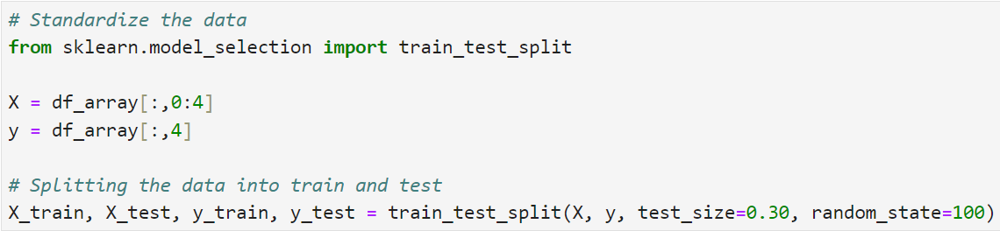 # Standardize the data
from sklearn.model_selection import train_test_split
X = df_array[:,0:4]
y = df_array[:,4]
# Splitting the data into train and test
X_train, X_test, y_train, y_test = train_test_split(X, y, test_size=0.30, random_state=100)